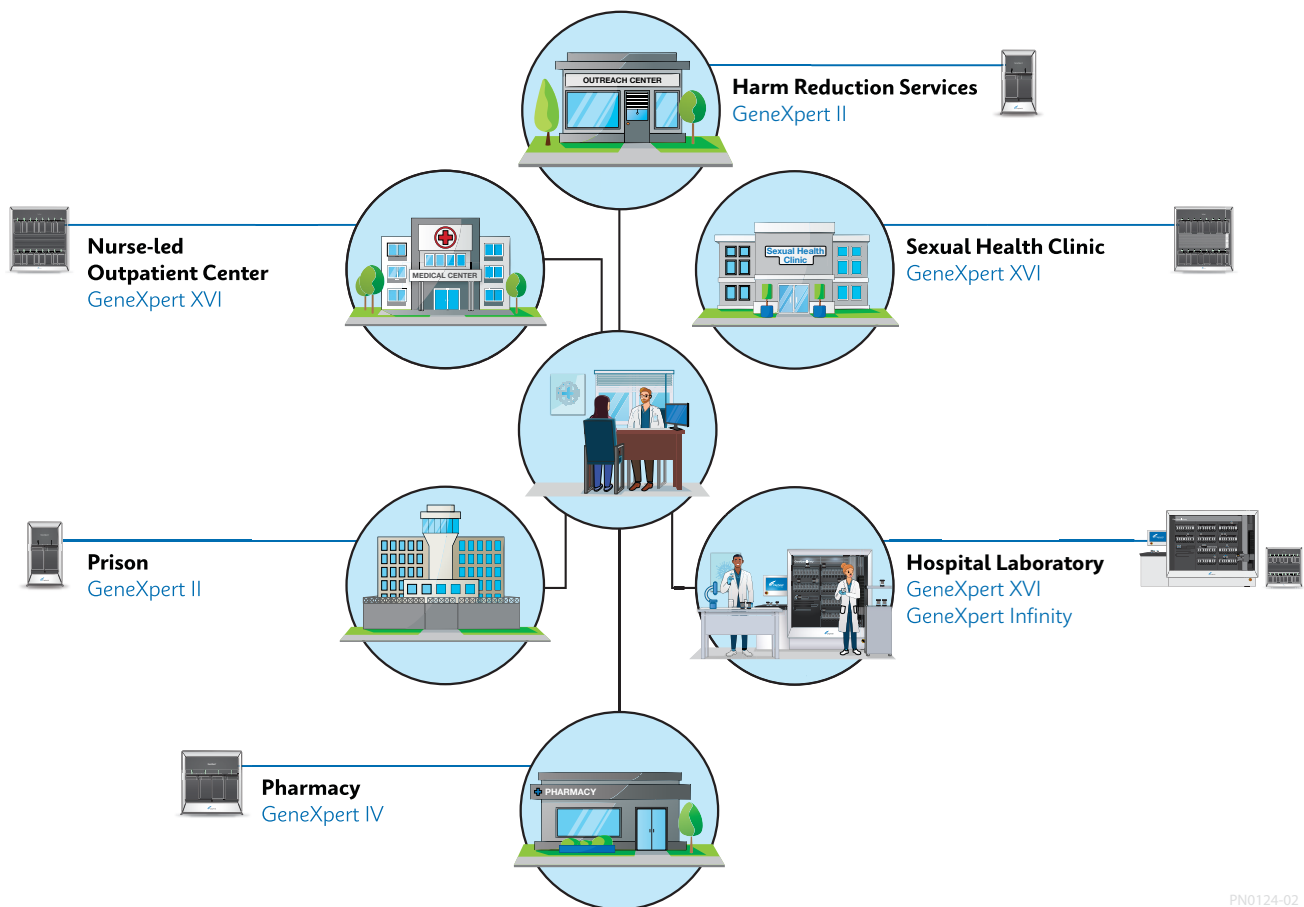 OUTREACH CENTER
Harm Reduction Services
GeneXpert II
Nurse-led
Outpatient Center
GeneXpert XVI
MEDICAL CENTER
Sexual Health
Clinic
Sexual Health Clinic
GeneXpert XVI
Prison
GeneXpert II
Hospital Laboratory
GeneXpert XVI
GeneXpert Infinity
Pharmacy
GeneXpert IV
PHARMACY
PN0124-02